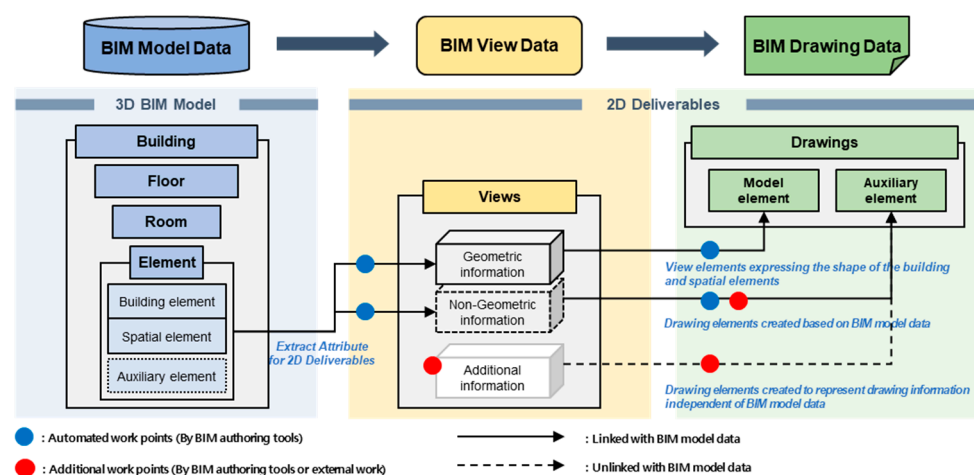 BIM Model Data
BIM View Data
BIM Drawing Data
3D BIM Model
2D Deliverables
Building
Floor
Room
Element
Building element
Spatial element
Auxiliary element
Extract Attribute
for 2D Deliverables
Views
Geometric
information
Non-Geometric
information
Additional
information
Drawings
Model
element
Auxiliary
element
View elements expressing the shape of the building
and spatial elements
Drawing elements created based on BIM model data
Drawing elements created to represent drawing information
independent of BIM model data
: Automated work points (By BIM authoring tools)
: Linked with BIM model data
: Additional work points (By BIM authoring tools or external work)
: Unlinked with BIM model data